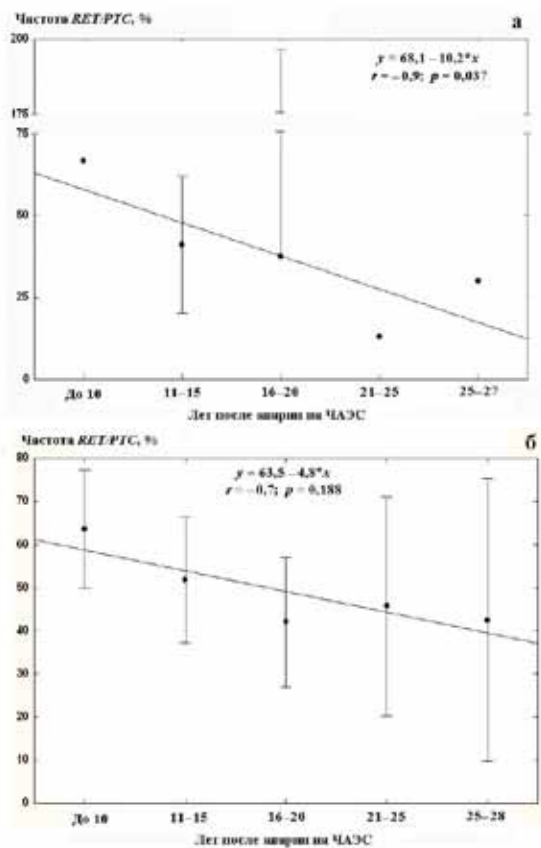 Частота RET/PTC, %
а
200
y = 68,1 – 10,2*x
r = –0,9; p = 0,037
175
75
50
25
0
До 10 11–15 16–20 21–25 25–27
Лет после аварии на ЧАЭС
Частота RET/PTC, %
б
80
y = 63,5 – 4,8*x
r = –0,7; p = 0,188
70
60
50
40
30
20
10
0
До 10 11–15 16–20 21–25 25–28
Лет после аварии на ЧАЭС